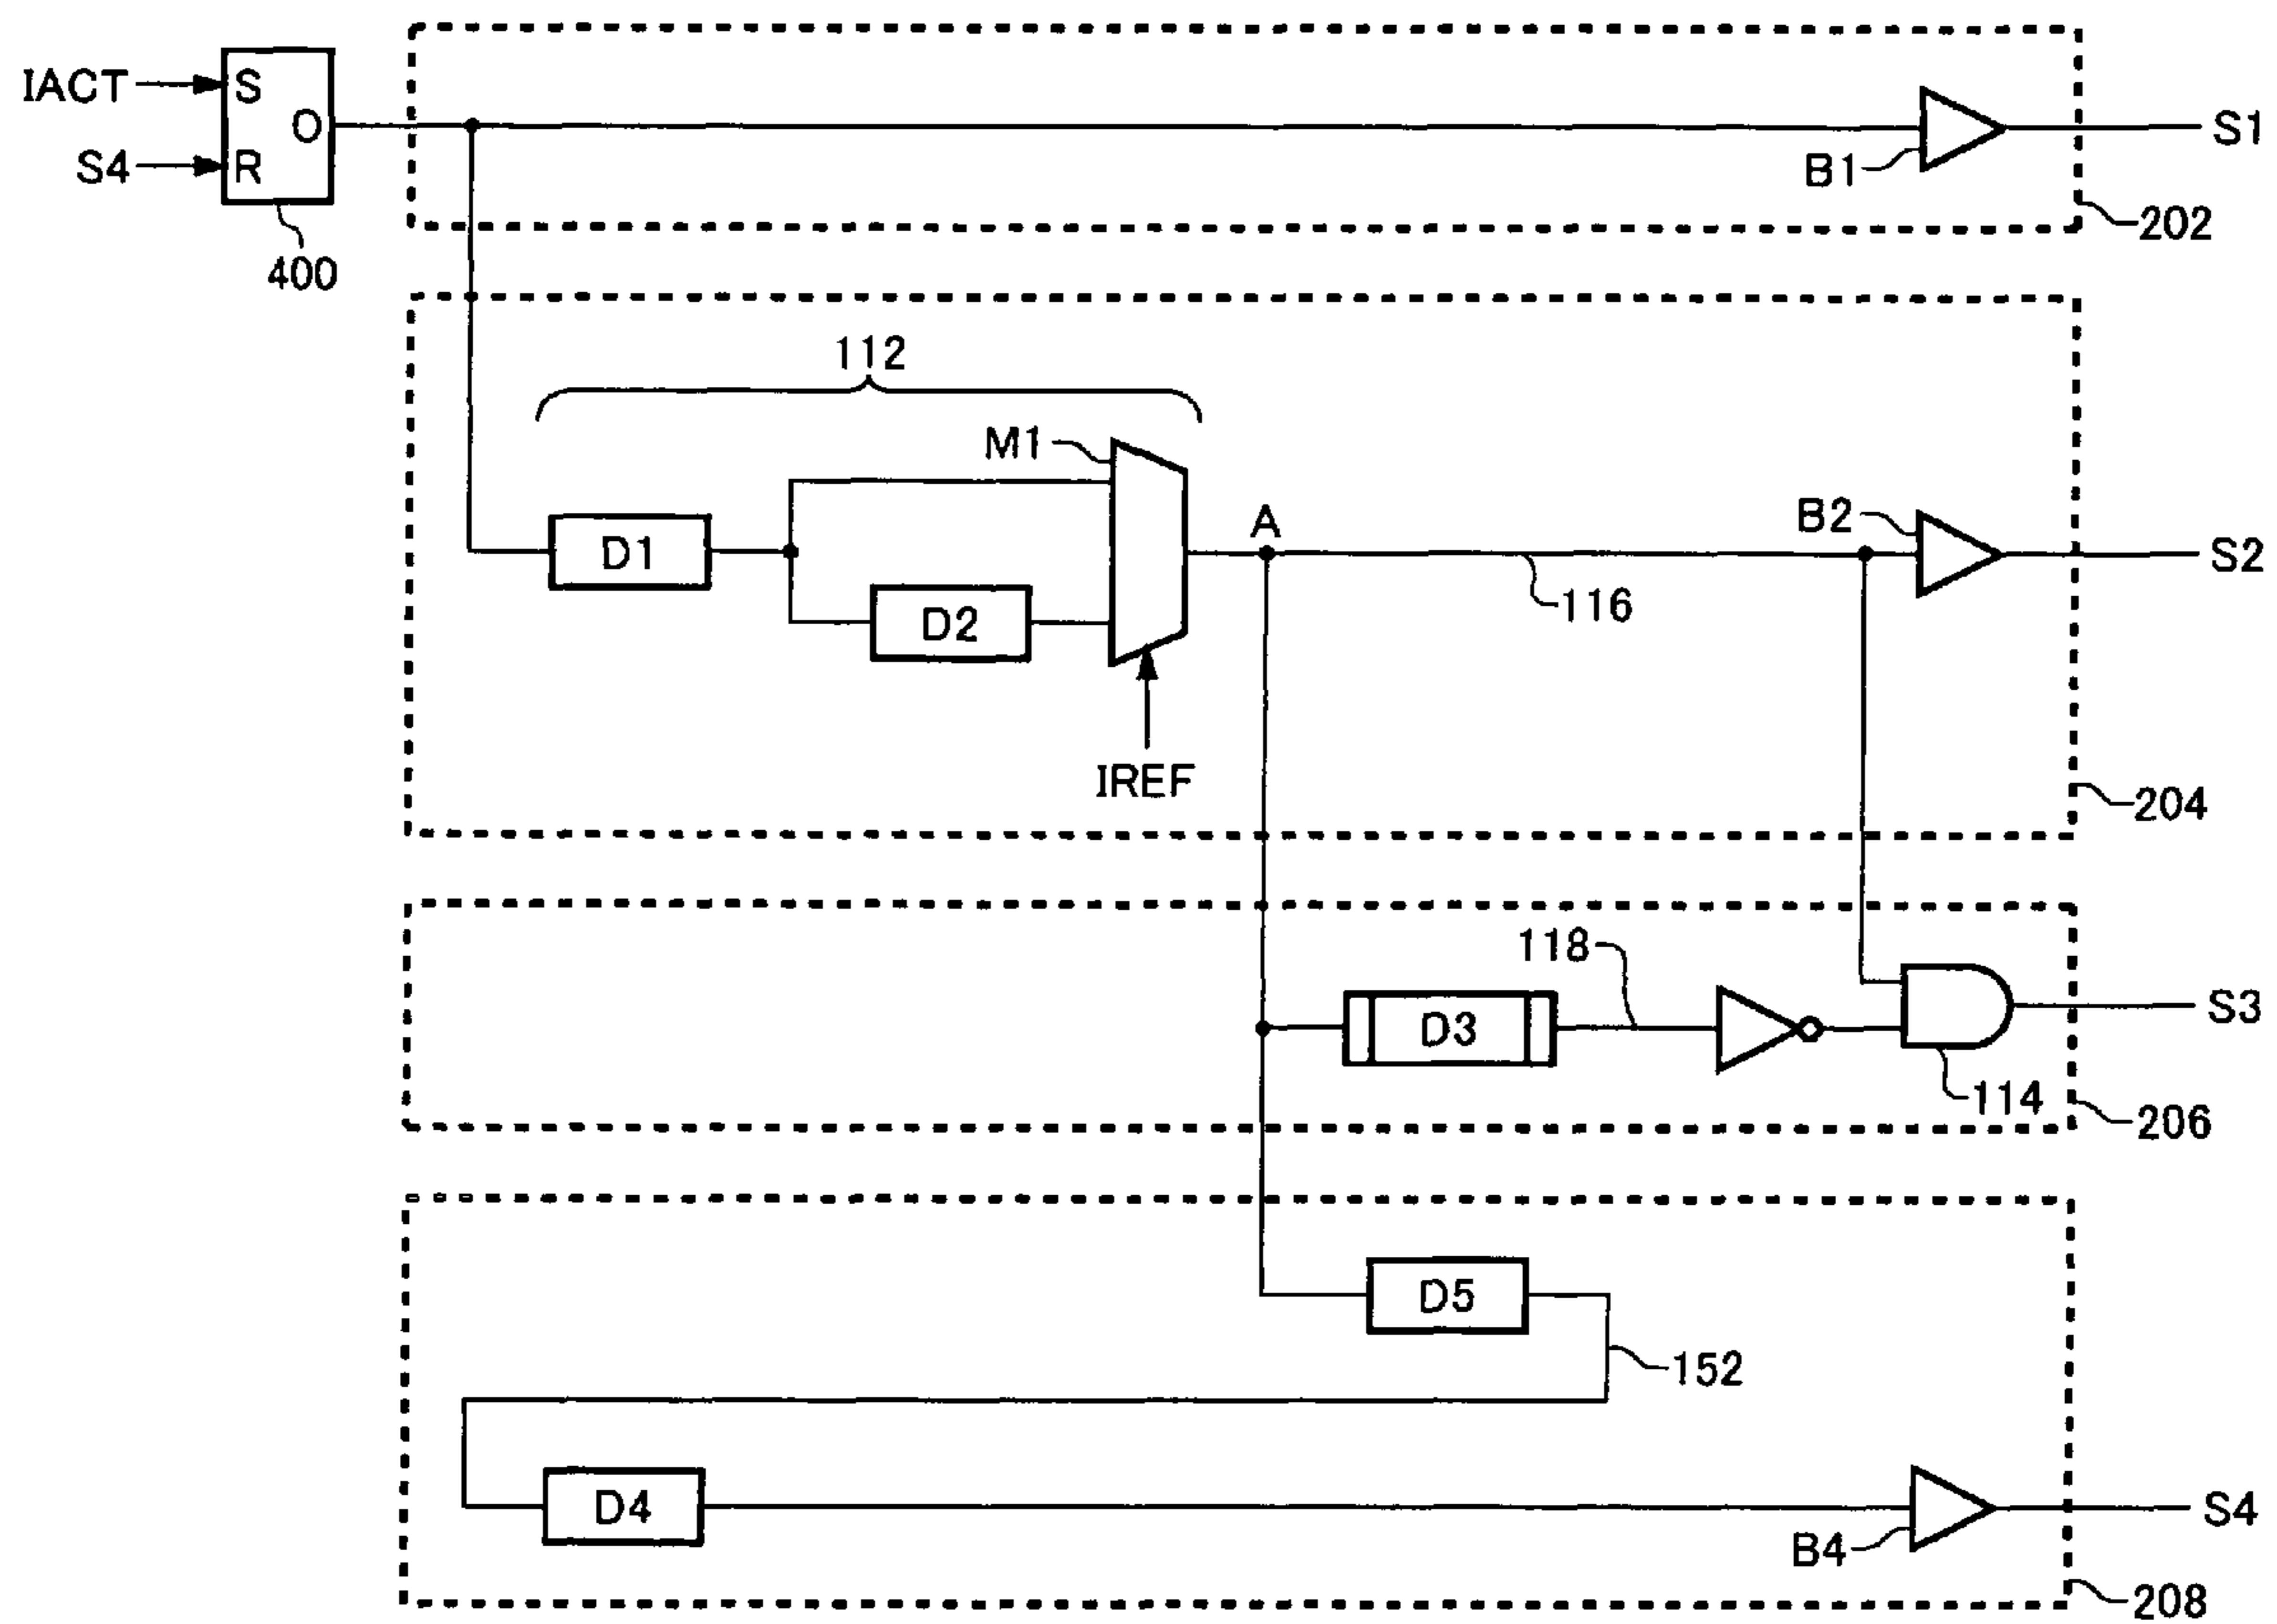 IACT
S
O
S1
S4
R
B1
202
400
112
M1
A
B2
D1
S2
116
D2
IREF
204
118
D3
S3
114
206
D5
152
D4
S4
B4
208